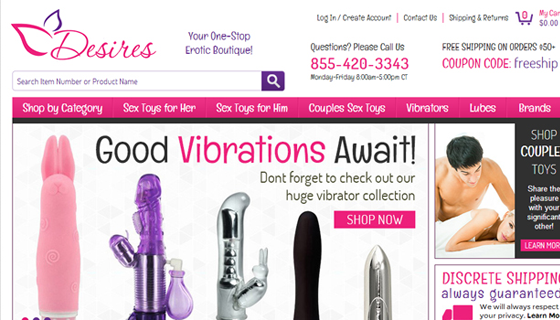 Desires
Your One-Stop
Erotic Boutique!
Log In / Create Account | Contact Us | Shipping & Returns
0
My Car
$0.00
Questions? Please Call Us
855-420-3343
Monday-Friday 8:00am-5:00pm CT
FREE SHIPPING ON ORDERS $50+
COUPON CODE: freeship
Search Item Number or Product Name
Shop by Category
Sex Toys for Her
Sex Toys for Him
Couples Sex Toys
Vibrators
Lubes
Brands
Good Vibrations Await!
Dont forget to check out our
huge vibrator collection
SHOP NOW
SHOP
COUPLE
TOYS
Share the
pleasure
with your
significant
other!
LEARN MOR
DISCRETE SHIPPING
always guaranteed
We will always respect
your privacy. Learn Mo